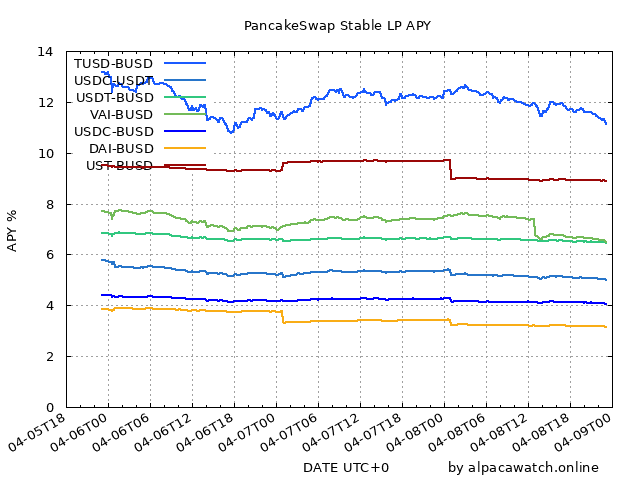 PancakeSwap Stable LP APY
14
12
10
8
6
4
2
0
APY %
TUSD-BUSD
USDC-USDT
USDT-BUSD
VAI-BUSD
USDC-BUSD
DAI-BUSD
UST-BUSD
04-05T18
04-06T00
04-06T06
04-06T12
04-06T18
04-07T00
04-07T06
04-07T12
04-07T18
04-08T00
04-08T06
04-08T12
04-08T18
04-09T00
DATE UTC+0
by alpacawatch.online